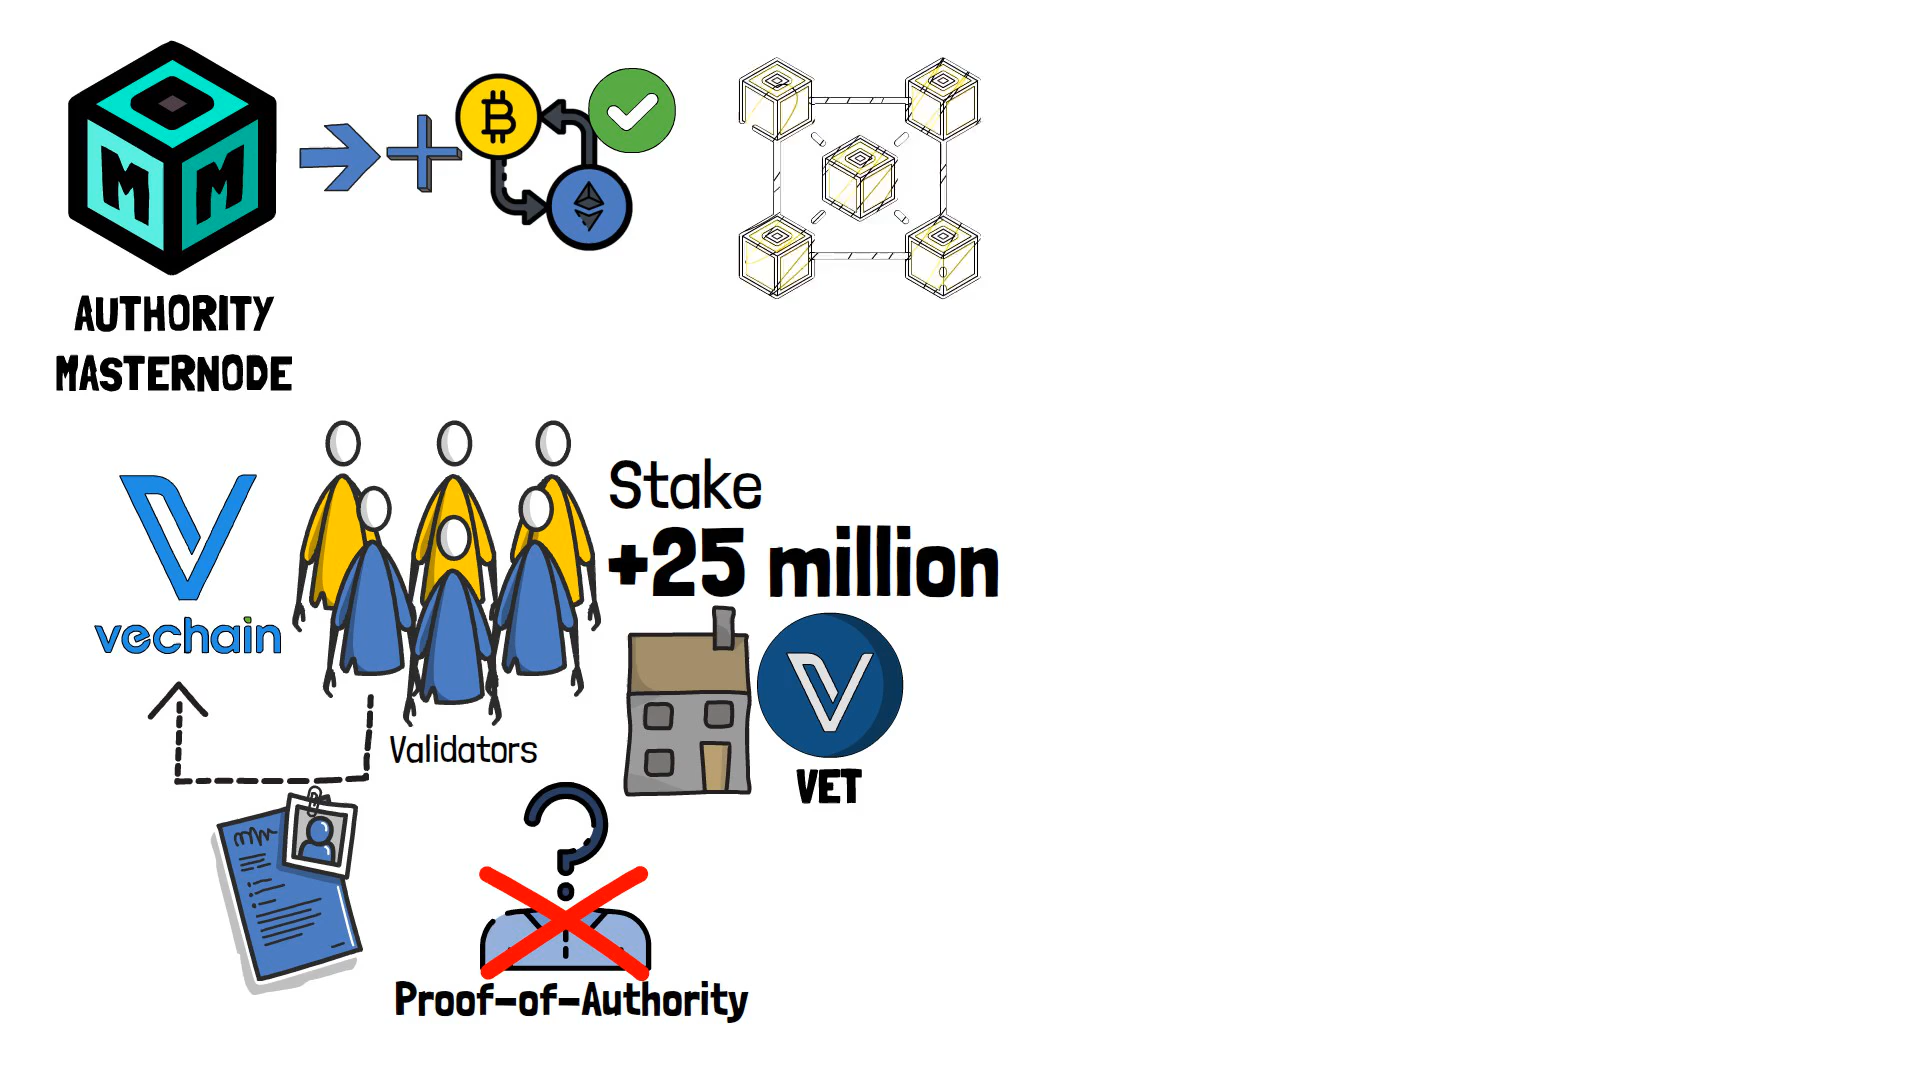 M M
AUTHORITY
MASTERNODE
Stake
+25 million
vechain
Validators
VET
Proof-of-Authority